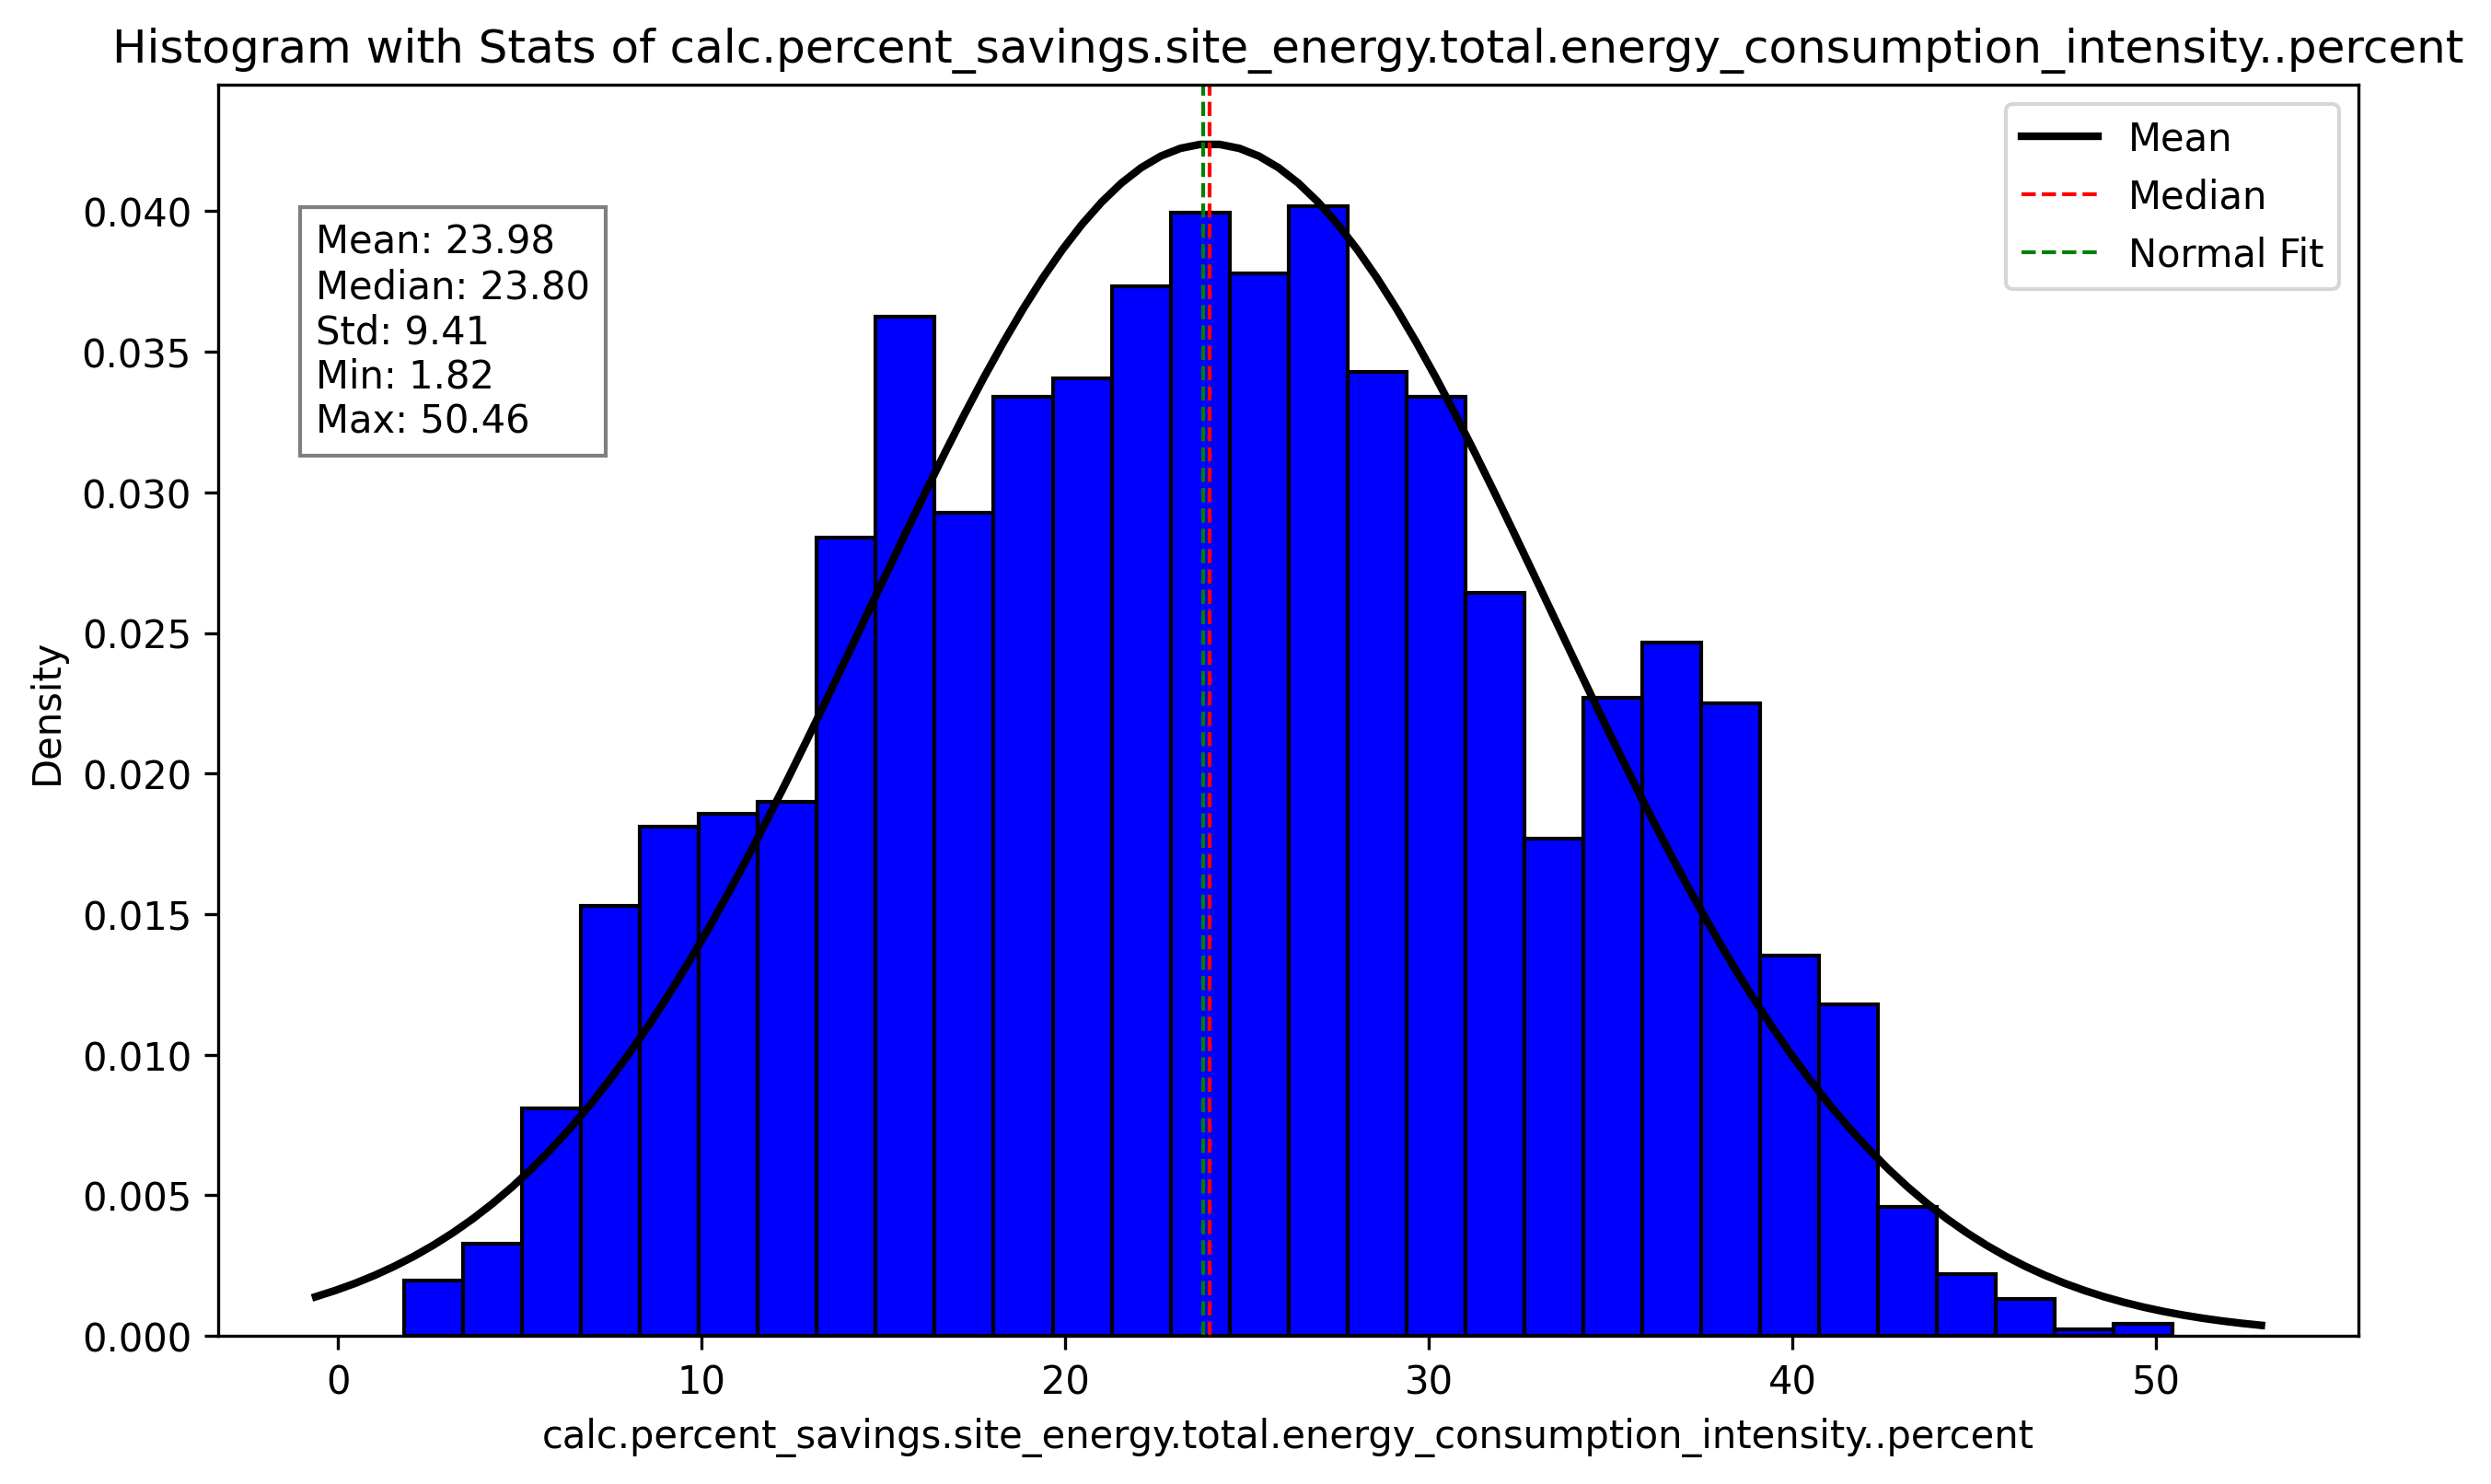 Histogram with Stats of calc.percent_savings.site_energy.total.energy_consumption_intensity..percent
Mean
Median
Normal Fit
Mean: 23.98
Median: 23.80
Std: 9.41
Min: 1.82
Max: 50.46
Density
0.040
0.035
0.030
0.025
0.020
0.015
0.010
0.005
0.000
0 10 20 30 40 50
calc.percent_savings.site_energy.total.energy_consumption_intensity..percent